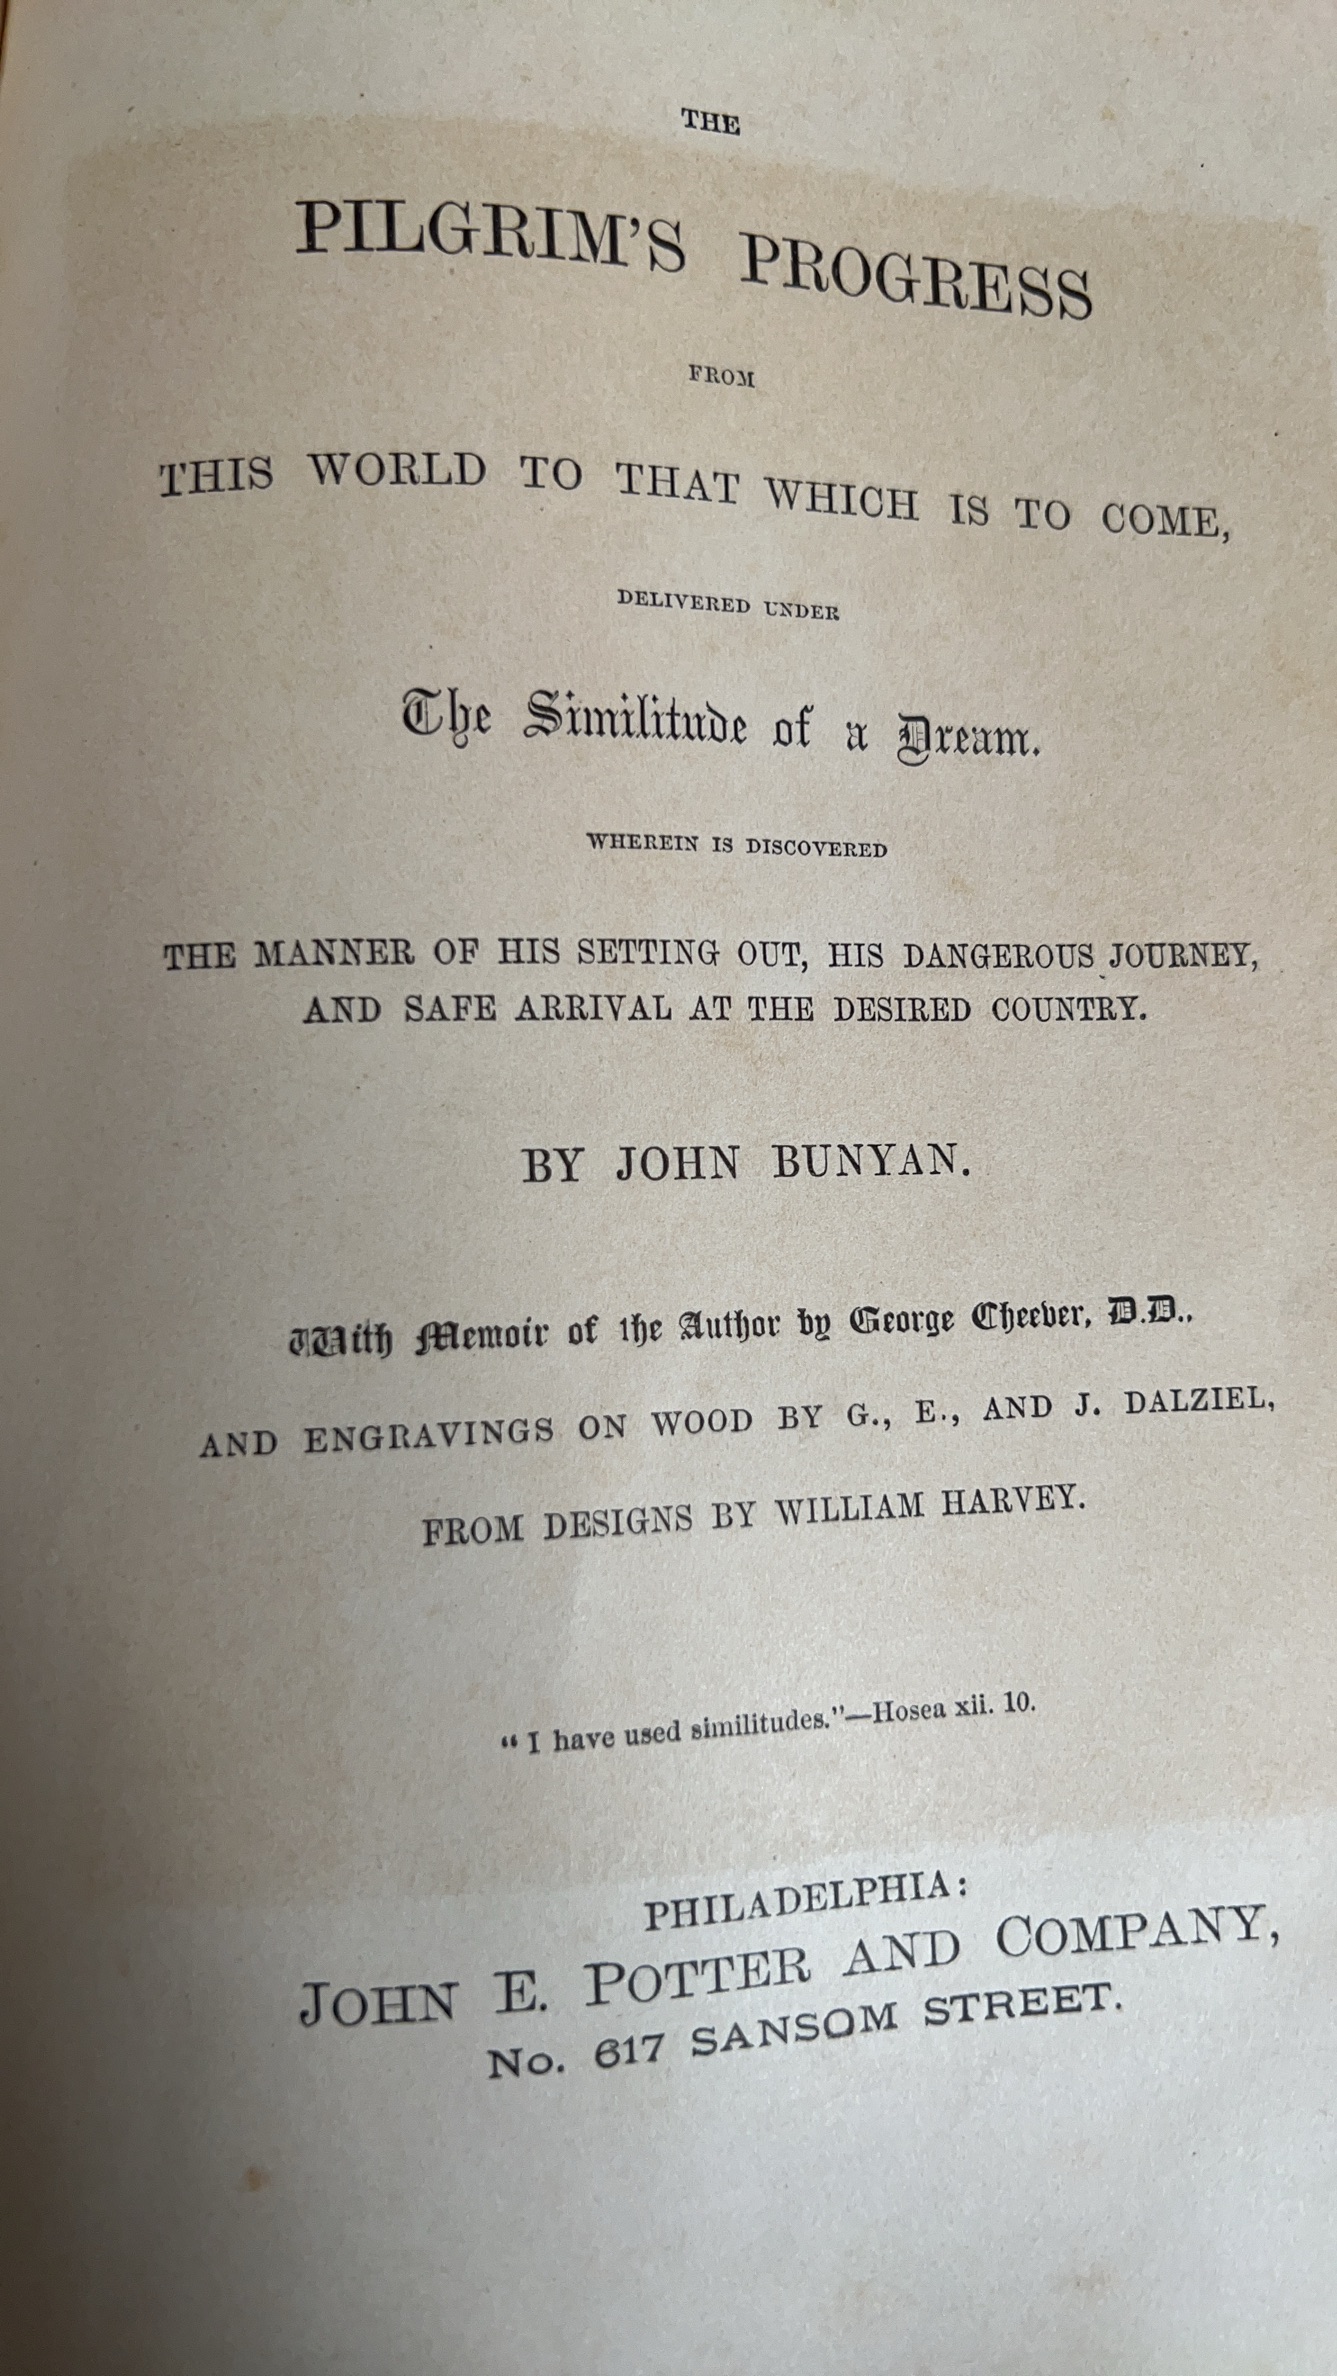 THE
PILGRIM'S PROGRESS
FROM
THIS WORLD TO THAT WHICH IS TO COME,
DELIVERED UNDER
The Similitude of a Dream.
WHEREIN IS DISCOVERED
THE MANNER OF HIS SETTING OUT, HIS DANGEROUS JOURNEY,
AND SAFE ARRIVAL AT THE DESIRED COUNTRY.
BY JOHN BUNYAN.
With Memoir of the Author by George Cheever, D.D.,
AND ENGRAVINGS ON WOOD BY G., E., AND J. DALZIEL,
FROM DESIGNS BY WILLIAM HARVEY.
"I have used similitudes."—Hosea xii. 10.
PHILADELPHIA:
JOHN E. POTTER AND COMPANY,
No. 617 SANSOM STREET.